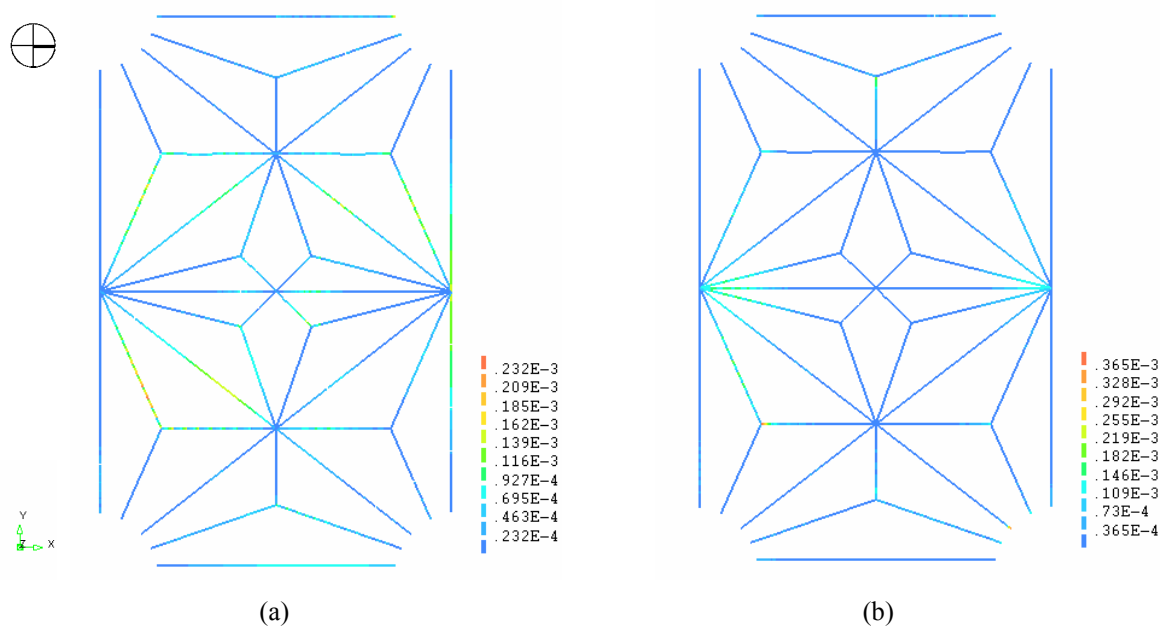 .232E-3
.209E-3
.185E-3
.162E-3
.139E-3
.116E-3
.927E-4
.695E-4
.463E-4
.232E-4
Y
Z
X
(a)
.365E-3
.328E-3
.292E-3
.255E-3
.219E-3
.182E-3
.146E-3
.109E-3
.73E-4
.365E-4
(b)